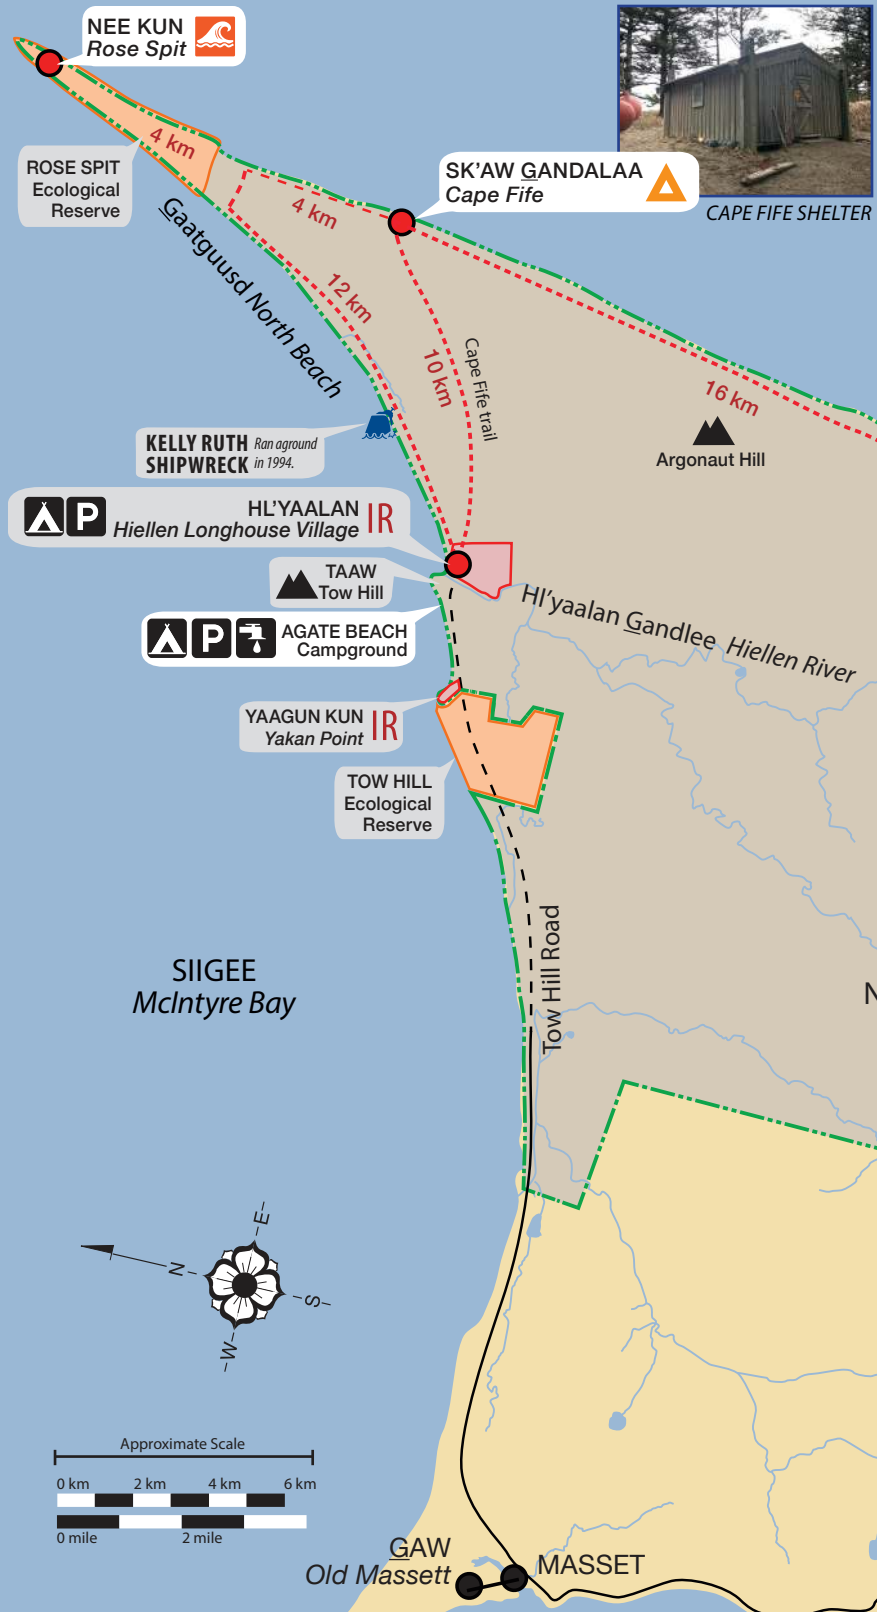 NEE KUN
Rose Spit
4 km
ROSE SPIT
Ecological
Reserve
SK'AW G̲ANDALAA
Cape Fife
CAPE FIFE SHELTER
4 km
G̲aatguusd North Beach
12 km
10 km
Cape Fife trail
16 km
Argonaut Hill
KELLY RUTH Ran aground
SHIPWRECK in 1994.
P HL'YAALAN IR
Hiellen Longhouse Village
TAAW
Tow Hill
Hl'yaalan G̲andlee Hiellen River
P AGATE BEACH
Campground
YAAGUN KUN IR
Yakan Point
TOW HILL
Ecological
Reserve
Tow Hill Road
SIIGEE
McIntyre Bay
N
E
N
S
W
Approximate Scale
0 km 2 km 4 km 6 km
0 mile 2 mile
G̲AW
Old Massett
MASSET